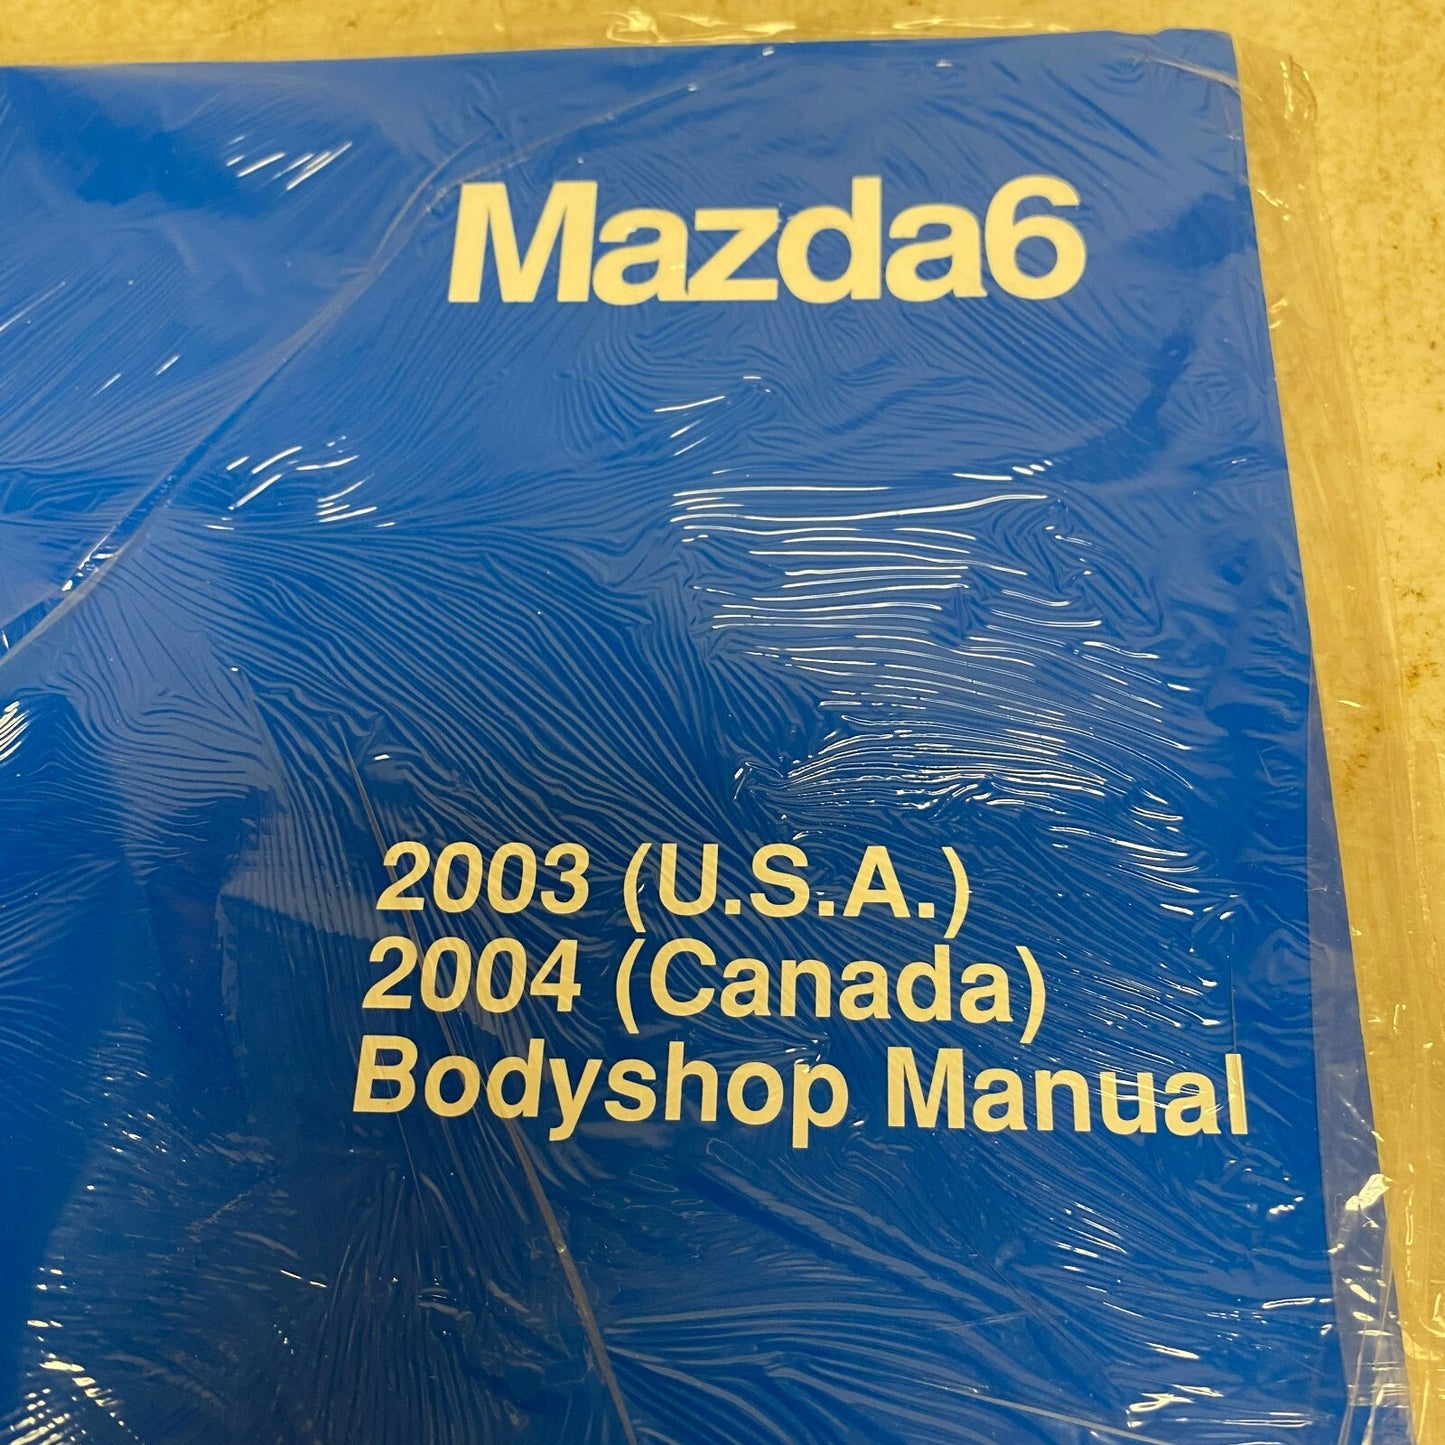 Mazda6
2003 (U.S.A.)
2004 (Canada)
Bodyshop Manual